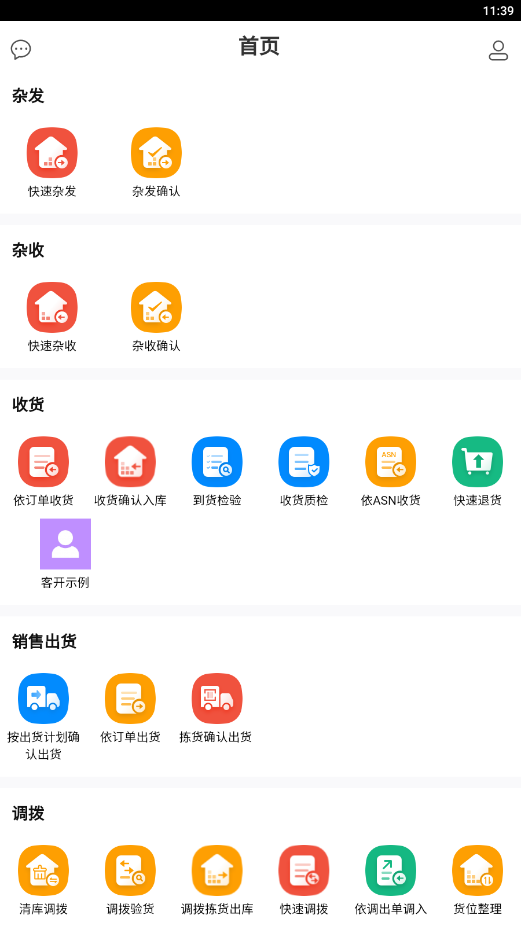 11:39
首页
杂发
快速杂发 杂发确认
杂收
快速杂收 杂收确认
收货
ASN
依订单收货 收货确认入库 到货检验 收货质检 依ASN收货 快速退货
客开示例
销售出货
按出货计划确 依订单出货 拣货确认出货
认出货
调拨
清库调拨 调拨验货 调拨拣货出库 快速调拨 依调出单调入 货位整理